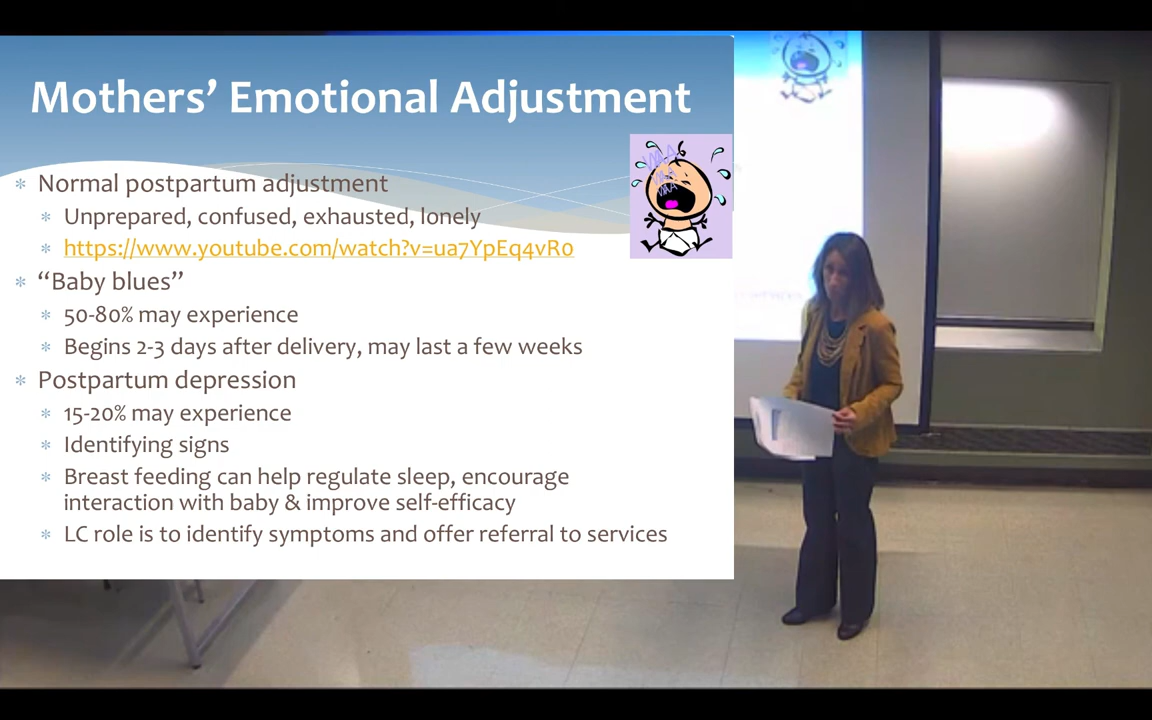 Mothers’ Emotional Adjustment
Normal postpartum adjustment
Unprepared, confused, exhausted, lonely
https://www.youtube.com/watch?v=ua7YpEq4vR0
“Baby blues”
50-80% may experience
Begins 2-3 days after delivery, may last a few weeks
Postpartum depression
15-20% may experience
Identifying signs
Breast feeding can help regulate sleep, encourage
interaction with baby & improve self-efficacy
LC role is to identify symptoms and offer referral to services
WAA
WAA
WAA